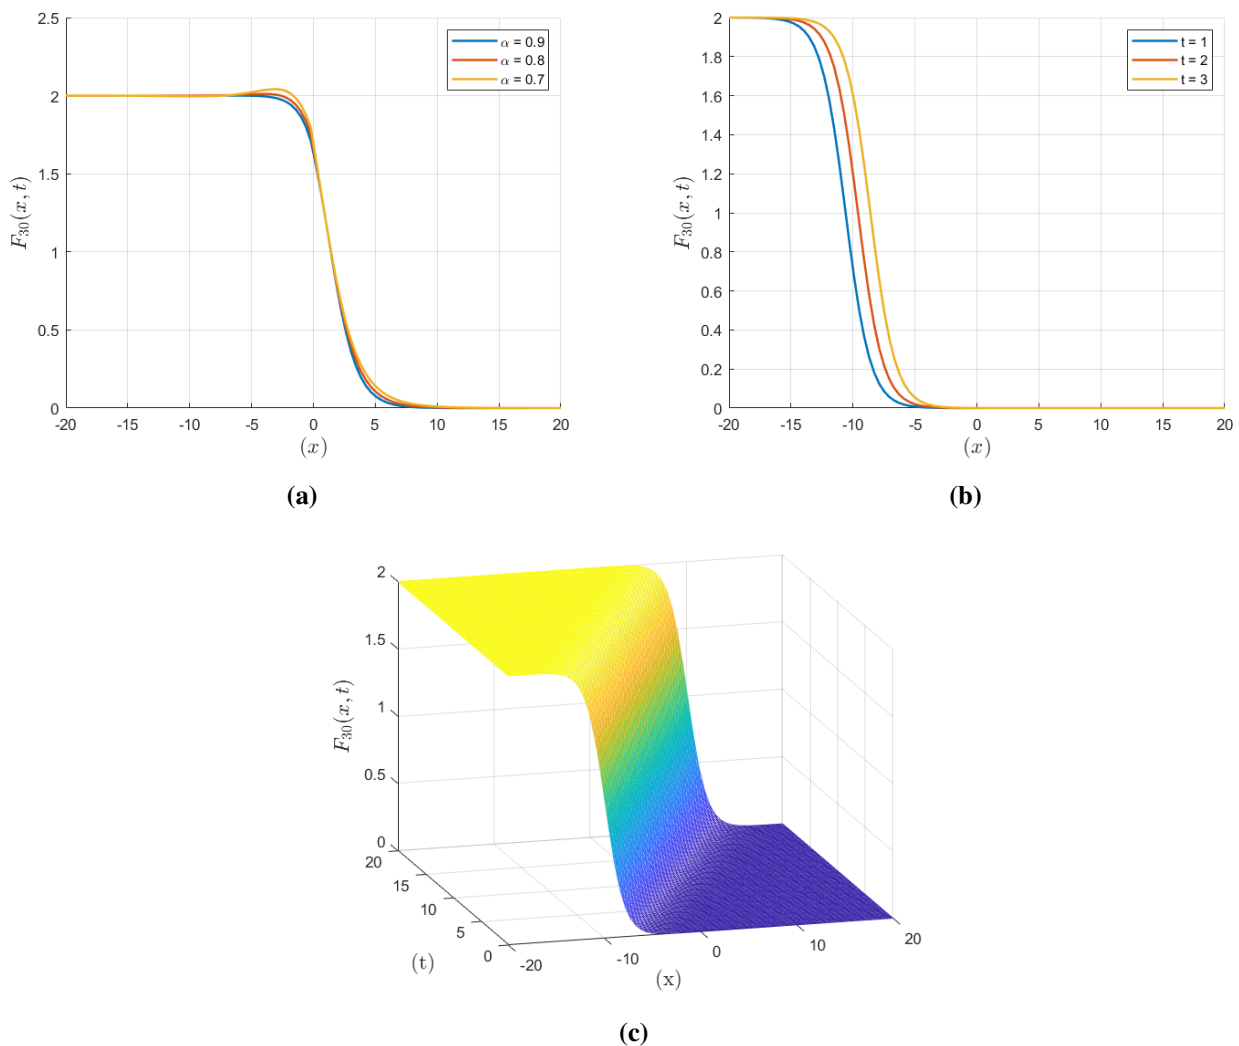 2.5
2
1.5
1
0.5
0
-20 -15 -10 -5 0 5 10 15 20
F₃₀(x, t)
(x)
α = 0.9
α = 0.8
α = 0.7
(a)
2
1.8
1.6
1.4
1.2
1
0.8
0.6
0.4
0.2
0
-20 -15 -10 -5 0 5 10 15 20
F₃₀(x, t)
(x)
t = 1
t = 2
t = 3
(b)
2
1.5
1
0.5
0
F₃₀(x, t)
20
15
10
5
0
(t)
-20 -10 0 10 20
(x)
(c)